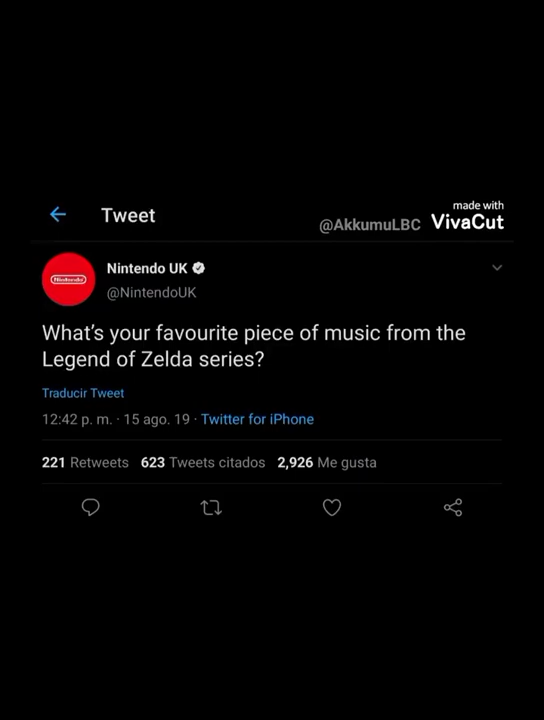 made with
VivaCut
Tweet
@AkkumuLBC
Nintendo
Nintendo UK
@NintendoUK
What's your favourite piece of music from the
Legend of Zelda series?
Traducir Tweet
12:42 p. m. · 15 ago. 19 · Twitter for iPhone
221 Retweets 623 Tweets citados 2,926 Me gusta